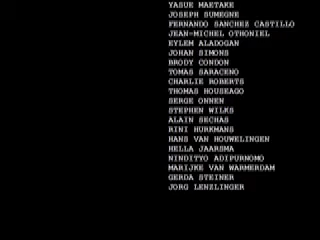 YASUE MAETAKE
JOSEPH SUMEGNE
FERNANDO SANCHEZ CASTILLO
JEAN-MICHEL OTHONIEL
EYLEM ALADOGAN
JOHAN SIMONS
BRODY CONDON
TOMAS SARACENO
CHARLIE ROBERTS
THOMAS HOUSEAGO
SERGE ONNEN
STEPHEN WILKS
ALAIN SECHAS
RINI HURKMANS
HANS VAN HOUWELINGEN
HELLA JAARSMA
NINDITYO ADIPURNOMO
MARIJKE VAN WARMERDAM
GERDA STEINER
JORG LENZLINGER